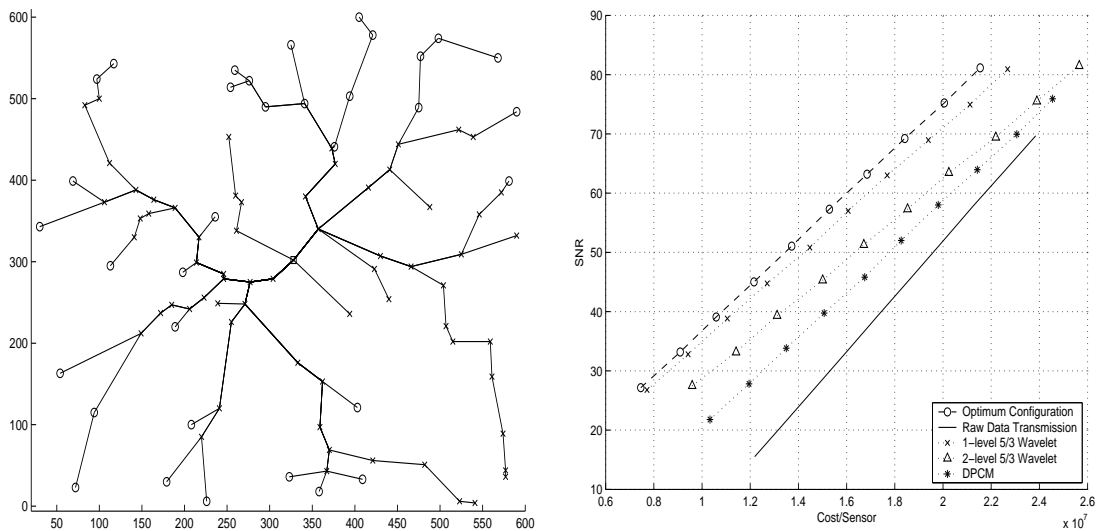 600
500
400
300
200
100
0
50 100 150 200 250 300 350 400 450 500 550 600
SNR
90
80
70
60
50
40
30
20
10
0.6 0.8 1 1.2 1.4 1.6 1.8 2 2.2 2.4 2.6
Cost/Sensor
x 10^7
Optimum Configuration
Raw Data Transmission
1-level 5/3 Wavelet
2-level 5/3 Wavelet
DPCM